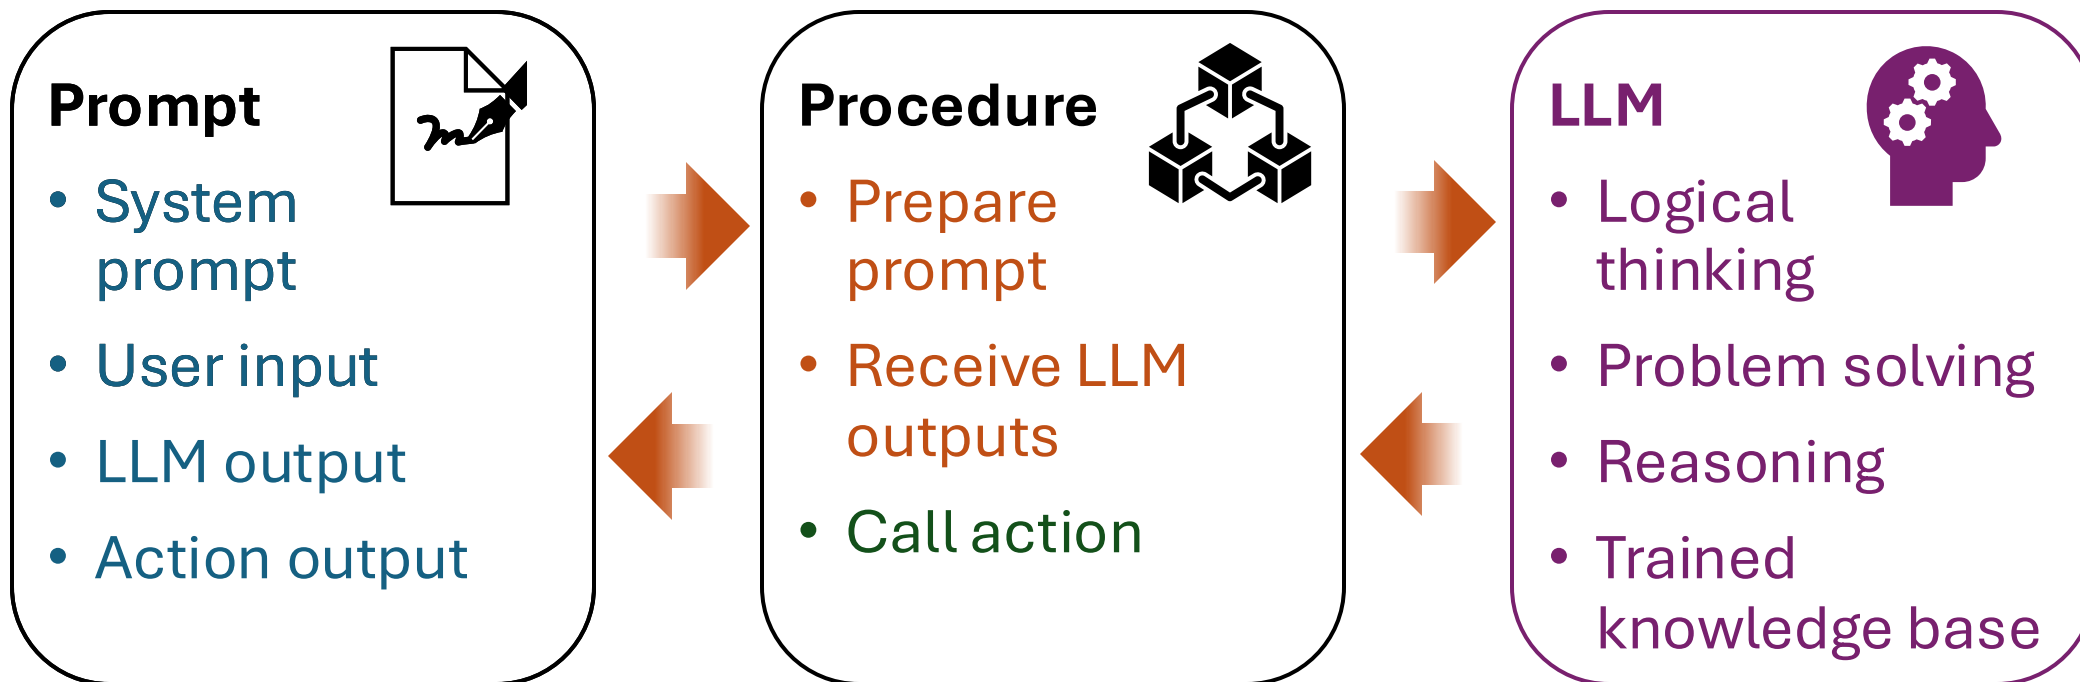 Prompt
• System
prompt
• User input
• LLM output
• Action output
Procedure
• Prepare
prompt
• Receive LLM
outputs
• Call action
LLM
• Logical
thinking
• Problem solving
• Reasoning
• Trained
knowledge base